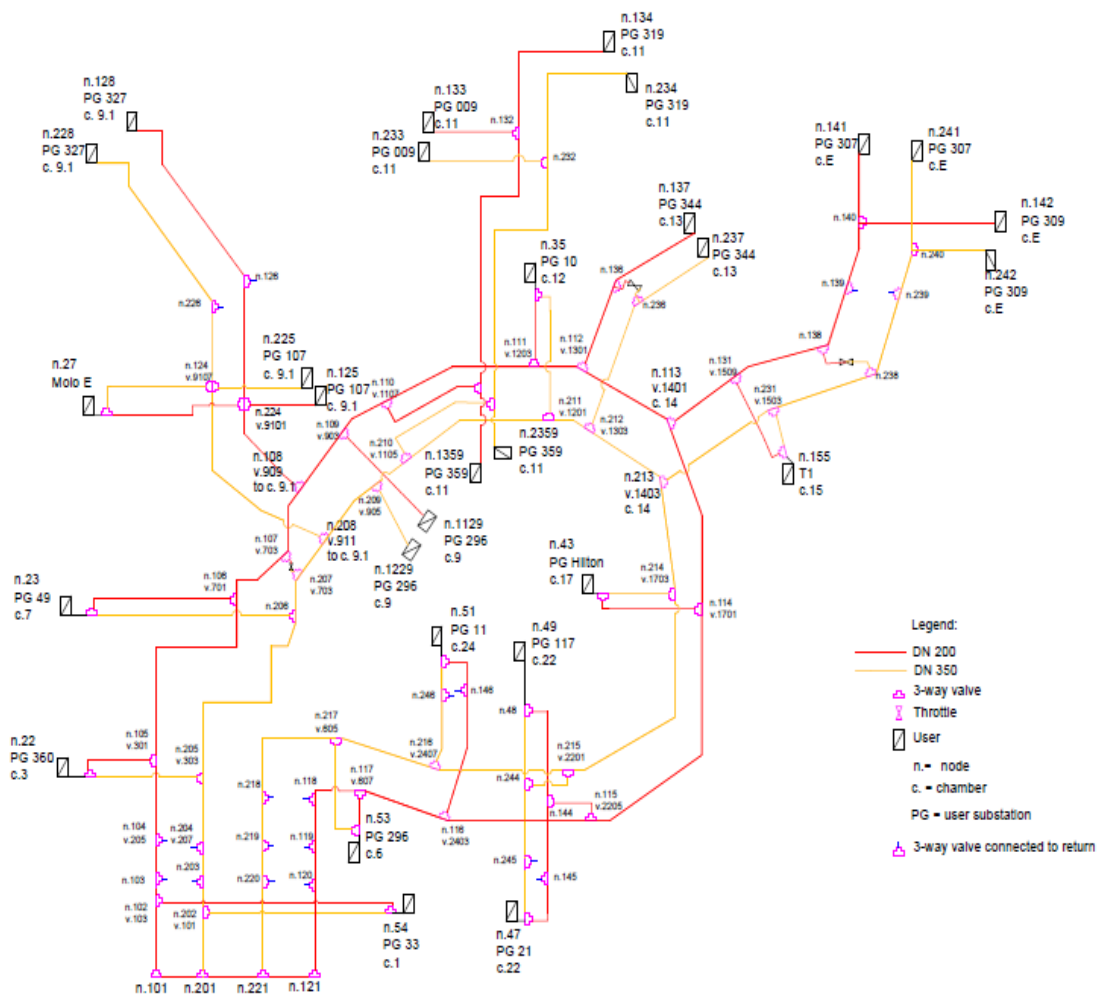 n.134
PG 319
c.11
n.128
PG 327
c. 9.1
n.133
PG 009
c.11
n.132
n.234
PG 319
c.11
n.228
PG 327
c. 9.1
n.233
PG 009
c.11
n.232
n.141
PG 307
c.E
n.241
PG 307
c.E
n.137
PG 344
c.13
n.142
PG 309
c.E
n.140
n.237
PG 344
c.13
n.35
PG 10
c.12
n.240
n.242
PG 309
c.E
n.128
n.228
n.136
n.236
n.139
n.239
n.225
PG 107
c. 9.1
n.27
Molo E
n.124
v.9107
n.125
PG 107
c. 9.1
n.224
v.9101
n.111
v.1203
n.112
v.1301
n.138
n.113
v.1401
c. 14
n.131
v.1509
n.238
n.110
v.1107
n.231
v.1503
n.109
v.903
n.211
v.1201
n.212
v.1303
n.108
v.909
to c. 9.1
n.210
v.1105
n.2359
PG 359
c.11
n.1359
PG 359
c.11
n.213
v.1403
c. 14
n.155
T1
c.15
n.209
v.905
n.208
v.911
to c. 9.1
n.1129
PG 296
c.9
n.1229
PG 296
c.9
n.107
v.703
n.207
v.703
n.43
PG Hilton
c.17
n.214
v.1703
n.23
PG 49
c.7
n.106
v.701
n.206
n.114
v.1701
n.51
PG 11
c.24
n.49
PG 117
c.22
Legend:
DN 200
DN 350
3-way valve
Throttle
User
n.= node
c. = chamber
PG = user substation
3-way valve connected to return
n.246
n.146
n.48
n.217
v.605
n.216
v.2407
n.215
v.2201
n.22
PG 360
c.3
n.105
v.301
n.205
v.303
n.244
n.218
n.118
n.117
v.607
n.115
v.2205
n.144
n.116
v.2403
n.53
PG 296
c.6
n.104
v.205
n.204
v.207
n.219
n.119
n.103
n.203
n.220
n.120
n.245
n.145
n.102
v.103
n.202
v.101
n.54
PG 33
c.1
n.47
PG 21
c.22
n.101
n.201
n.221
n.121